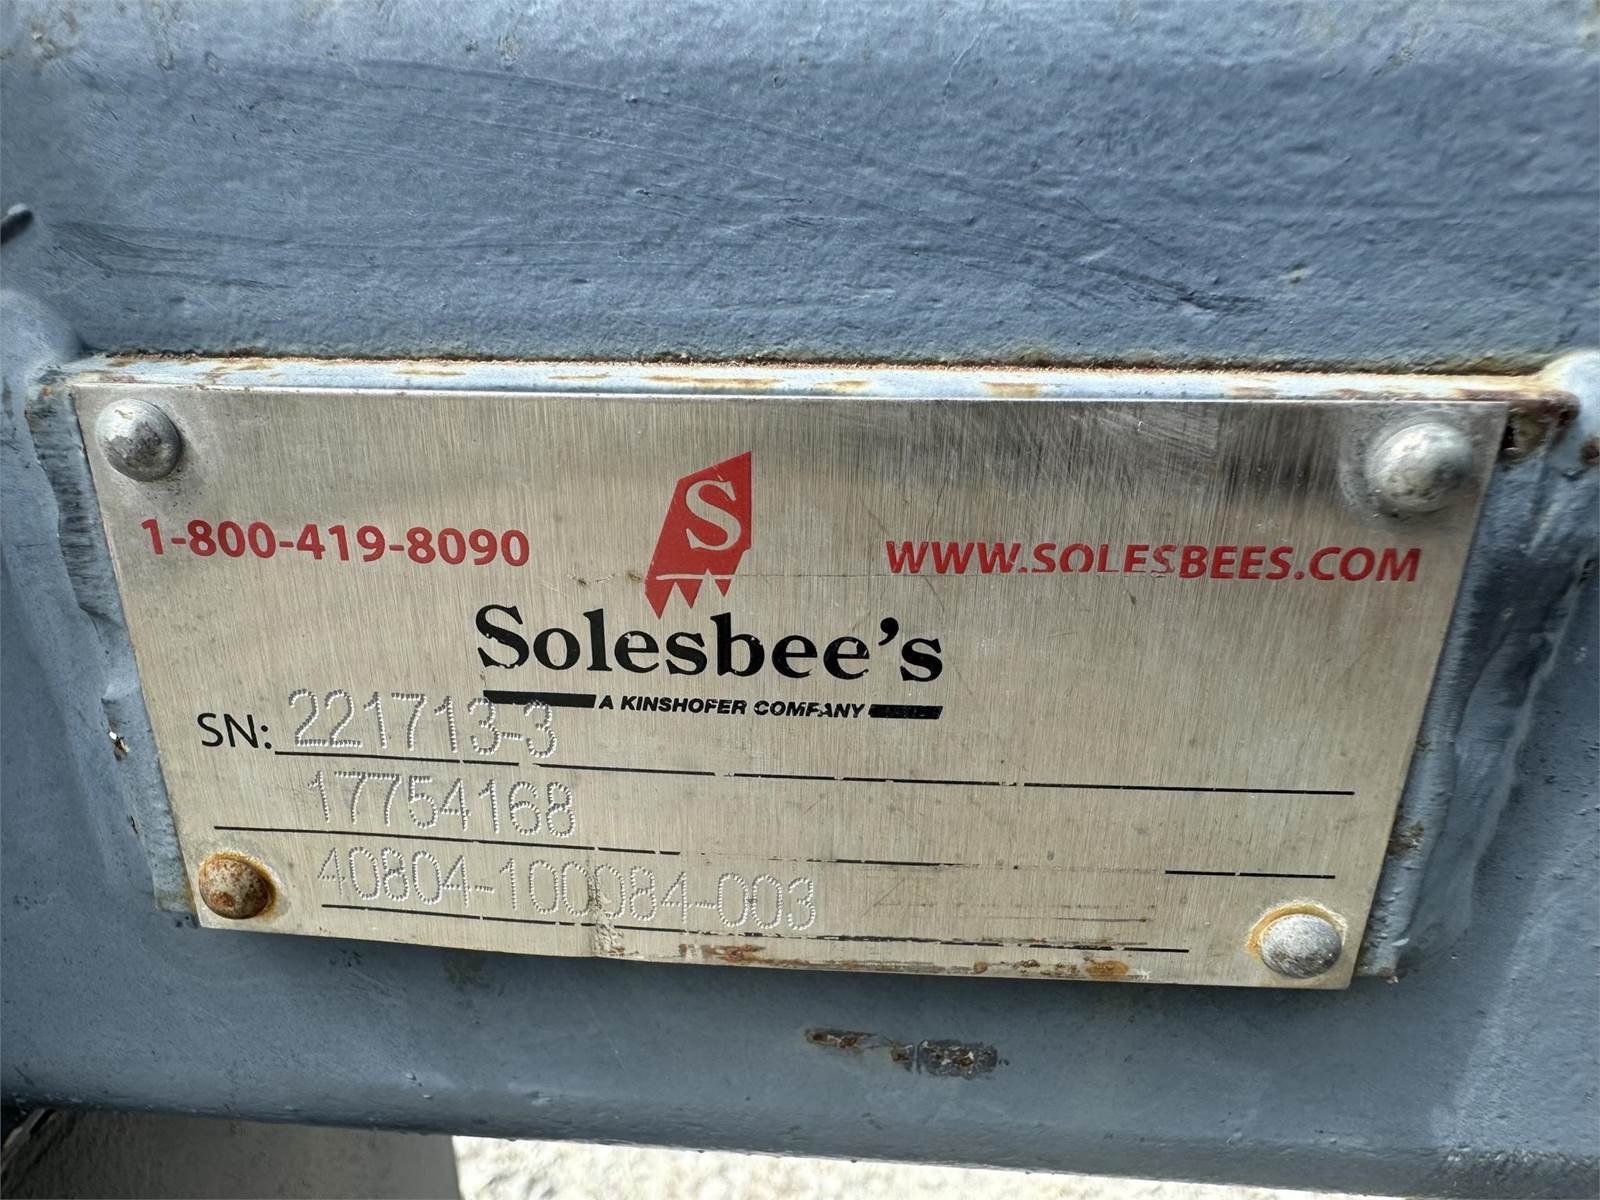 1-800-419-8090
S
WWW.SOLESBEES.COM
Solesbee's
A KINSHOFER COMPANY
SN: 221713-3
17754168
40804-100084-003